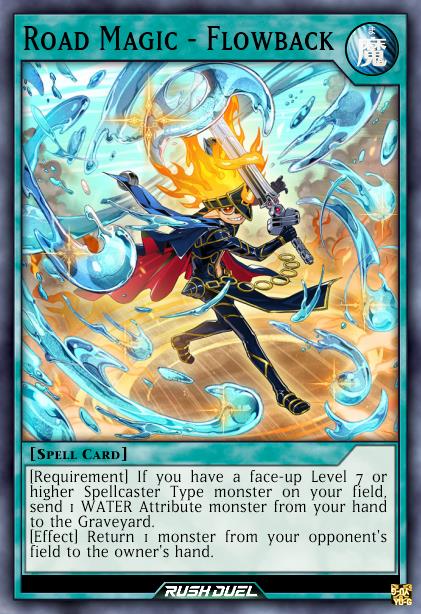 Road Magic - Flowback
ま
魔
[Spell Card]
[Requirement] If you have a face-up Level 7 or
higher Spellcaster Type monster on your field,
send 1 WATER Attribute monster from your hand
to the Graveyard.
[Effect] Return 1 monster from your opponent's
field to the owner's hand.
RUSH DUEL